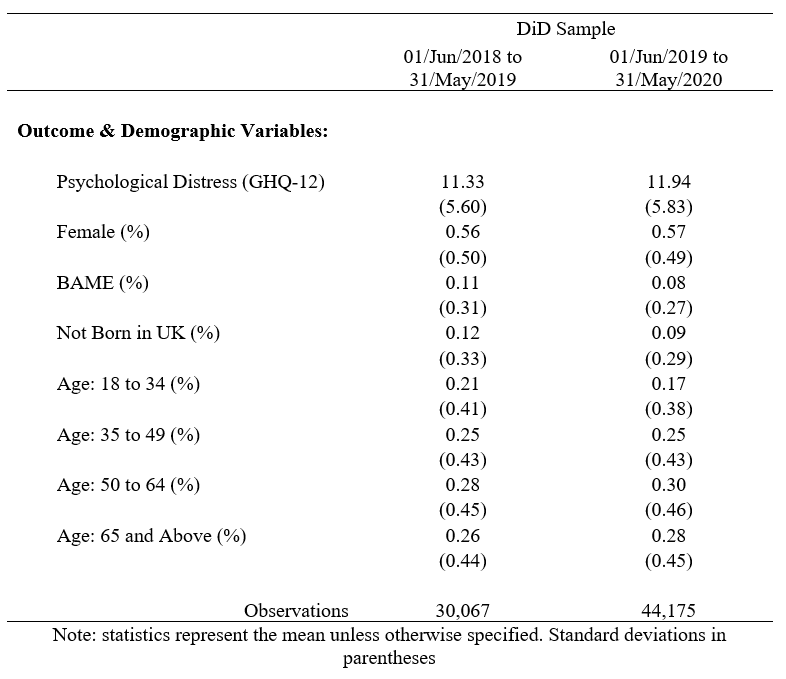 DiD Sample
01/Jun/2018 to 01/Jun/2019 to
31/May/2019 31/May/2020
Outcome & Demographic Variables:
Psychological Distress (GHQ-12) 11.33 11.94
(5.60) (5.83)
Female (%) 0.56 0.57
(0.50) (0.49)
BAME (%) 0.11 0.08
(0.31) (0.27)
Not Born in UK (%) 0.12 0.09
(0.33) (0.29)
Age: 18 to 34 (%) 0.21 0.17
(0.41) (0.38)
Age: 35 to 49 (%) 0.25 0.25
(0.43) (0.43)
Age: 50 to 64 (%) 0.28 0.30
(0.45) (0.46)
Age: 65 and Above (%) 0.26 0.28
(0.44) (0.45)
Observations 30,067 44,175
Note: statistics represent the mean unless otherwise specified. Standard deviations in
parentheses